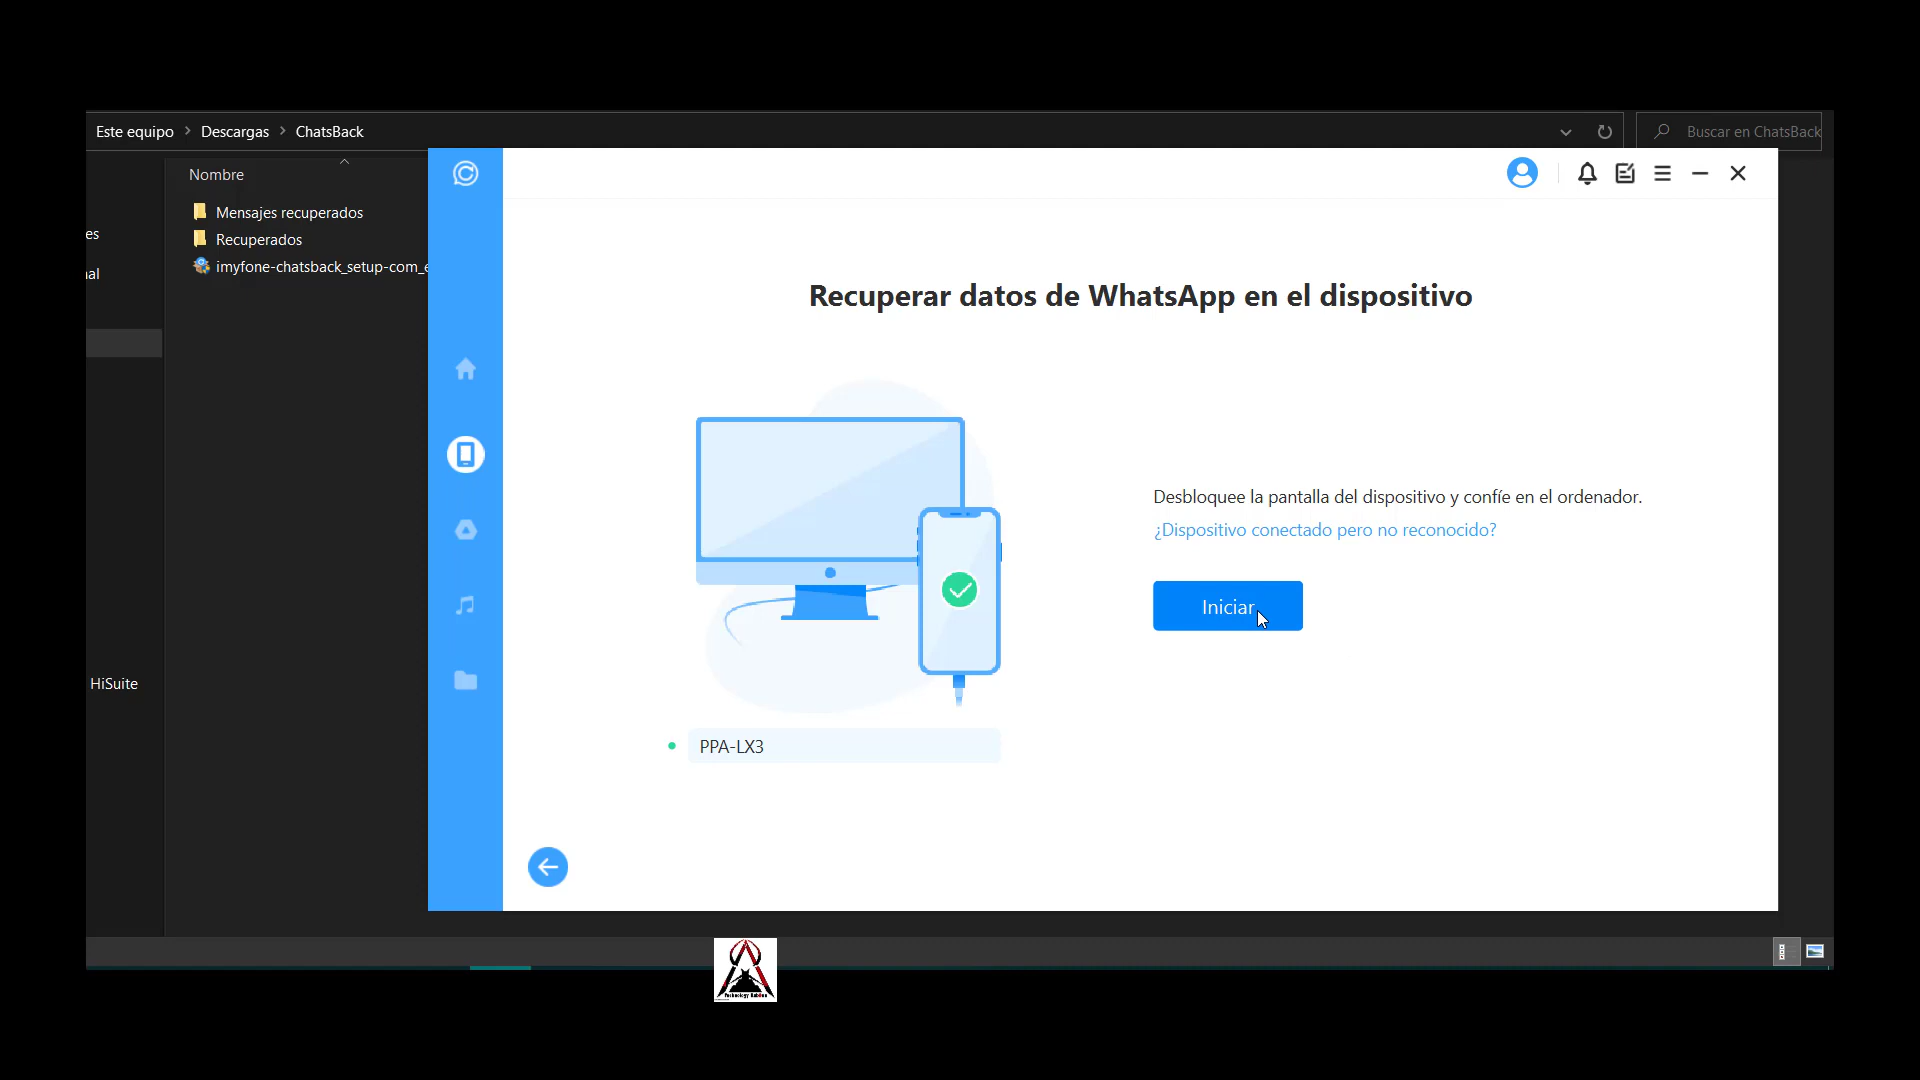 Este equipo > Descargas > ChatsBack
Buscar en ChatsBack
Nombre
Mensajes recuperados
Recuperados
imyfone-chatsback_setup-com_e
es
al
HiSuite
Recuperar datos de WhatsApp en el dispositivo
Desbloquee la pantalla del dispositivo y confíe en el ordenador.
¿Dispositivo conectado pero no reconocido?
Iniciar
PPA-LX3